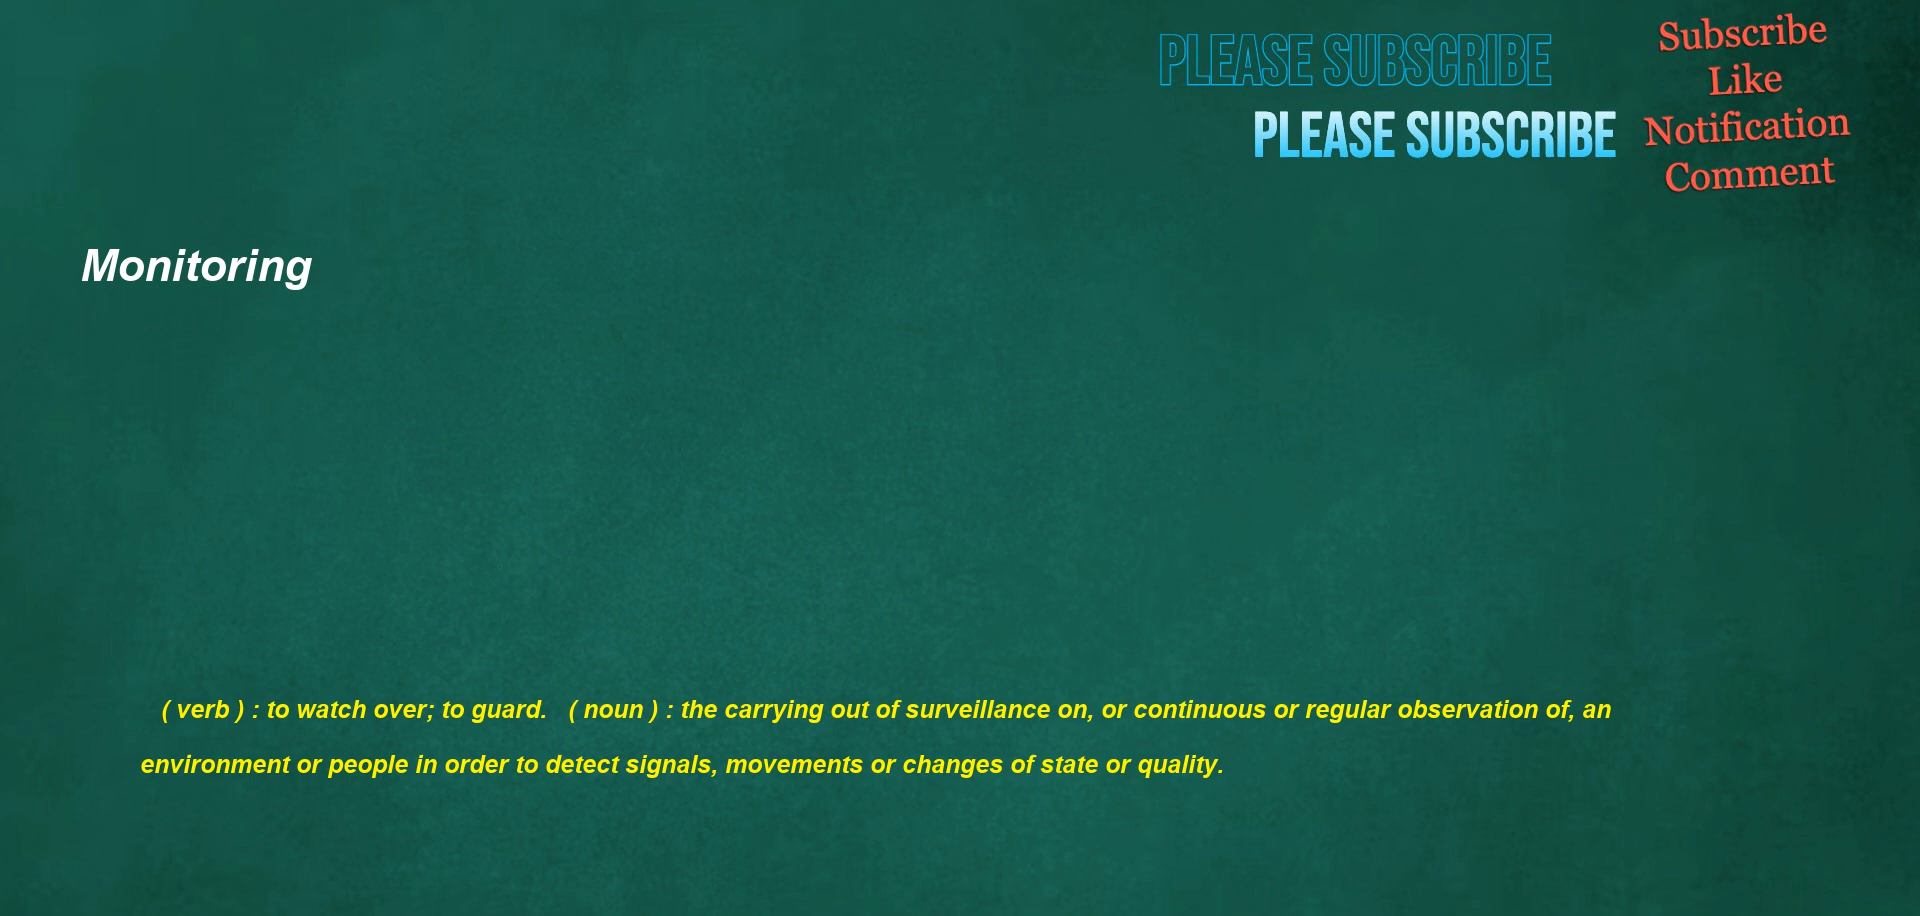 PLEASE SUBSCRIBE
PLEASE SUBSCRIBE
Subscribe
Like
Notification
Comment
Monitoring
( verb ) : to watch over; to guard.   ( noun ) : the carrying out of surveillance on, or continuous or regular observation of, an
environment or people in order to detect signals, movements or changes of state or quality.